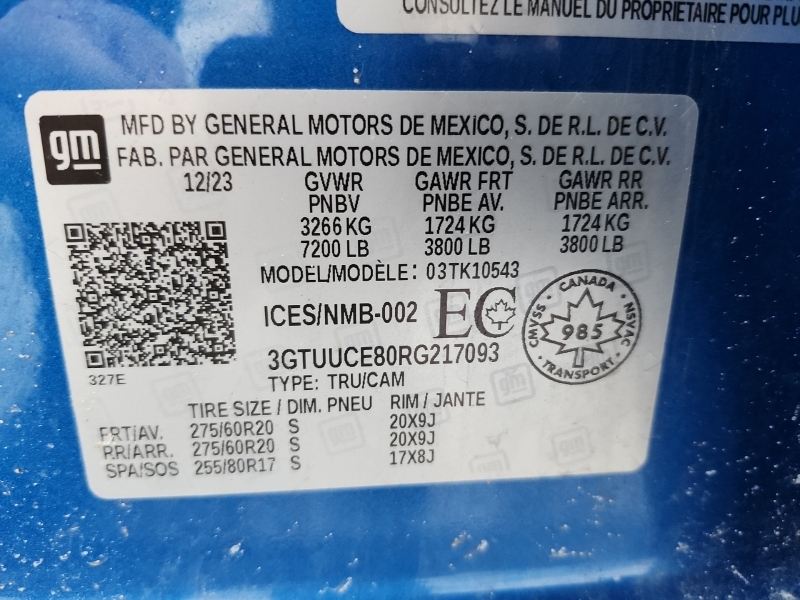 CONSULTEZ LE MANUEL DU PROPRIÉTAIRE POUR PLU
gm
MFD BY GENERAL MOTORS DE MEXICO, S. DE R.L. DE C.V.
FAB. PAR GENERAL MOTORS DE MEXICO, S. DE R.L. DE C.V.
12/23 GVWR GAWR FRT GAWR RR
PNBV PNBE AV. PNBE ARR.
3266 KG 1724 KG 1724 KG
7200 LB 3800 LB 3800 LB
MODEL/MODÈLE: 03TK10543
ICES/NMB-002 EC
CANADA
CMVSS 985 NSVAC
TRANSPORT
3GTUUCE80RG217093
327E
TYPE: TRU/CAM
TIRE SIZE / DIM. PNEU RIM / JANTE
FRT/AV. 275/60R20 S 20X9J
RR/ARR. 275/60R20 S 20X9J
SPA/SOS 255/80R17 S 17X8J